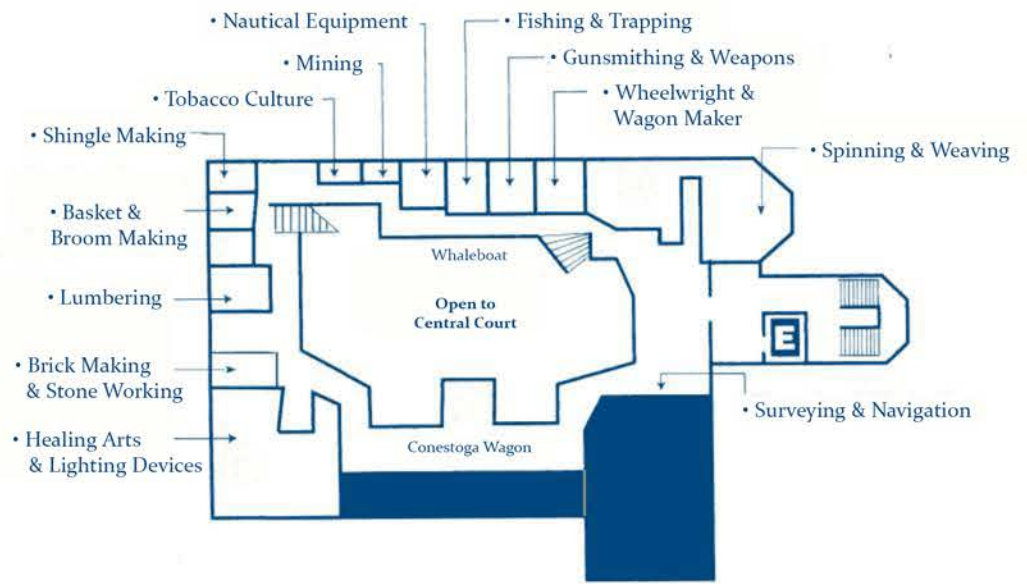 • Nautical Equipment
• Fishing & Trapping
• Mining
• Gunsmithing & Weapons
• Tobacco Culture
• Wheelwright &
Wagon Maker
• Shingle Making
• Spinning & Weaving
• Basket &
Broom Making
Whaleboat
• Lumbering
Open to
Central Court
E
• Brick Making
& Stone Working
• Surveying & Navigation
• Healing Arts
& Lighting Devices
Conestoga Wagon